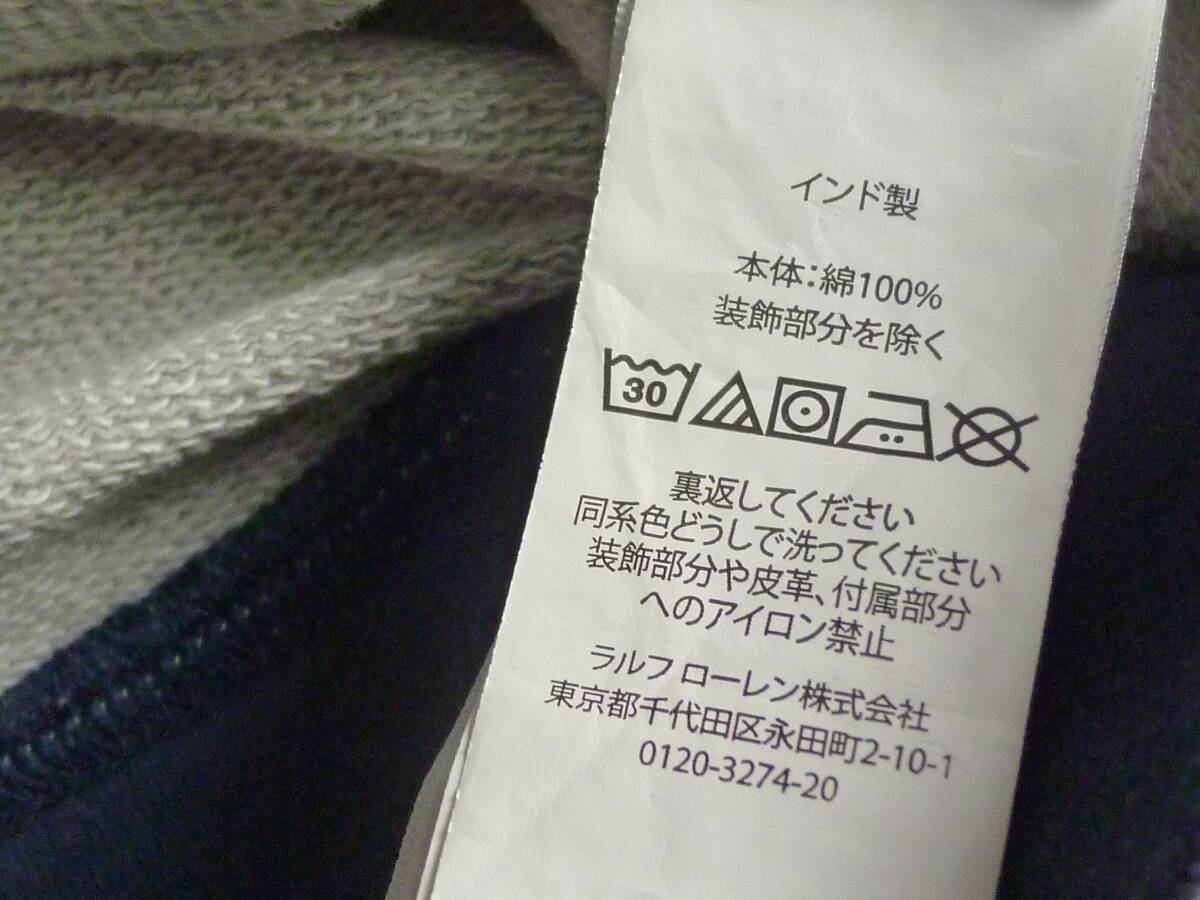 インド製
本体:綿100%
装飾部分を除く
30
裏返してください
同系色どうしで洗ってください
装飾部分や皮革、付属部分
へのアイロン禁止
ラルフ ローレン株式会社
東京都千代田区永田町2-10-1
0120-3274-20